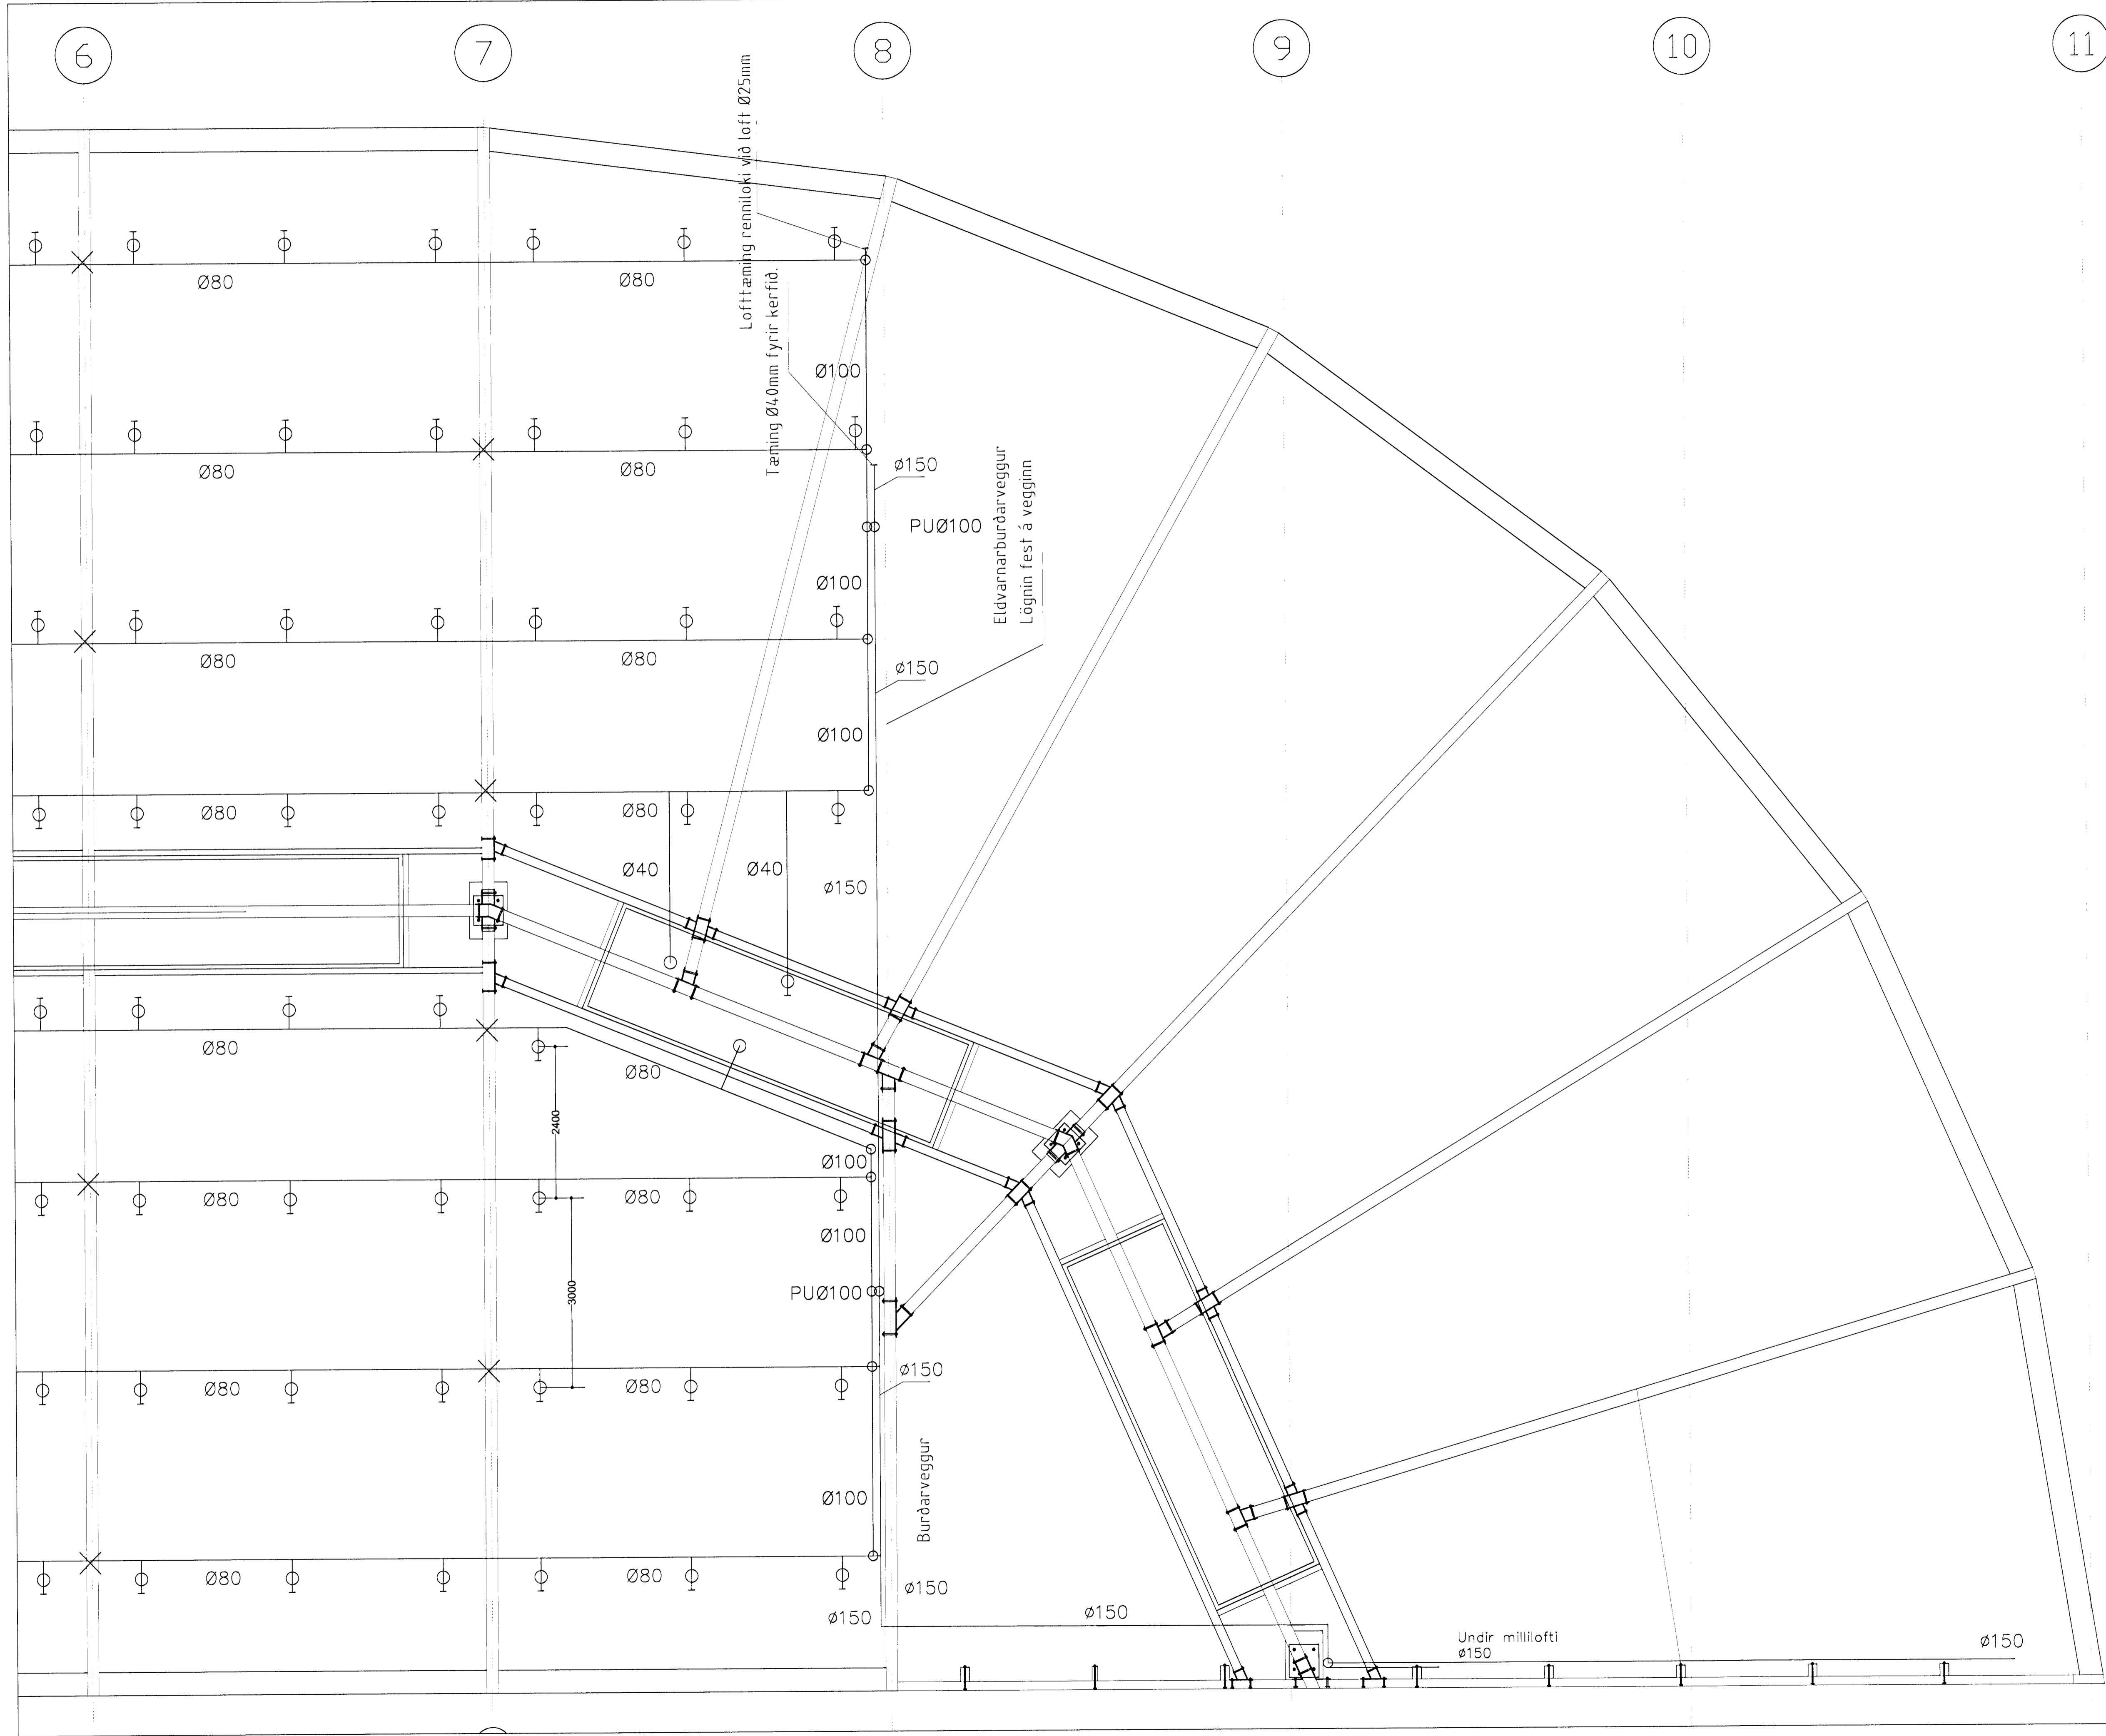 6
7
8
9
10
11
Lofttæming renniloki við loft Ø25mm
Tæming Ø40mm fyrir kerfið.
Ø80
Ø80
Ø100
Ø80
Ø80
ø150
PUØ100
Eldvarnarburðarveggur
Lögnin fest á vegginn
Ø100
Ø80
Ø80
ø150
Ø100
Ø80
Ø80
Ø40
Ø40
ø150
Ø80
Ø80
2400
Ø100
Ø80
Ø80
Ø100
3000
PUØ100
ø150
Ø80
Ø80
Burðarveggur
Ø100
Ø80
Ø80
ø150
ø150
ø150
Undir millilofti
ø150
ø150